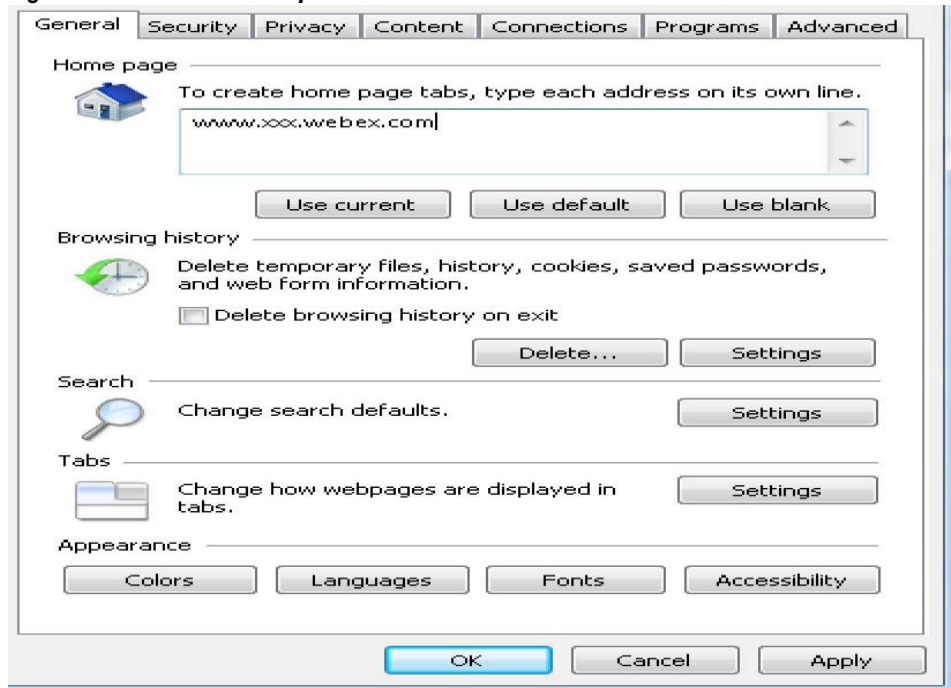 General Security Privacy Content Connections Programs Advanced
Home page
To create home page tabs, type each address on its own line.
www.xxx.webex.com
Use current Use default Use blank
Browsing history
Delete temporary files, history, cookies, saved passwords,
and web form information.
Delete browsing history on exit
Delete... Settings
Search
Change search defaults. Settings
Tabs
Change how webpages are displayed in
tabs.
Settings
Appearance
Colors Languages Fonts Accessibility
OK Cancel Apply